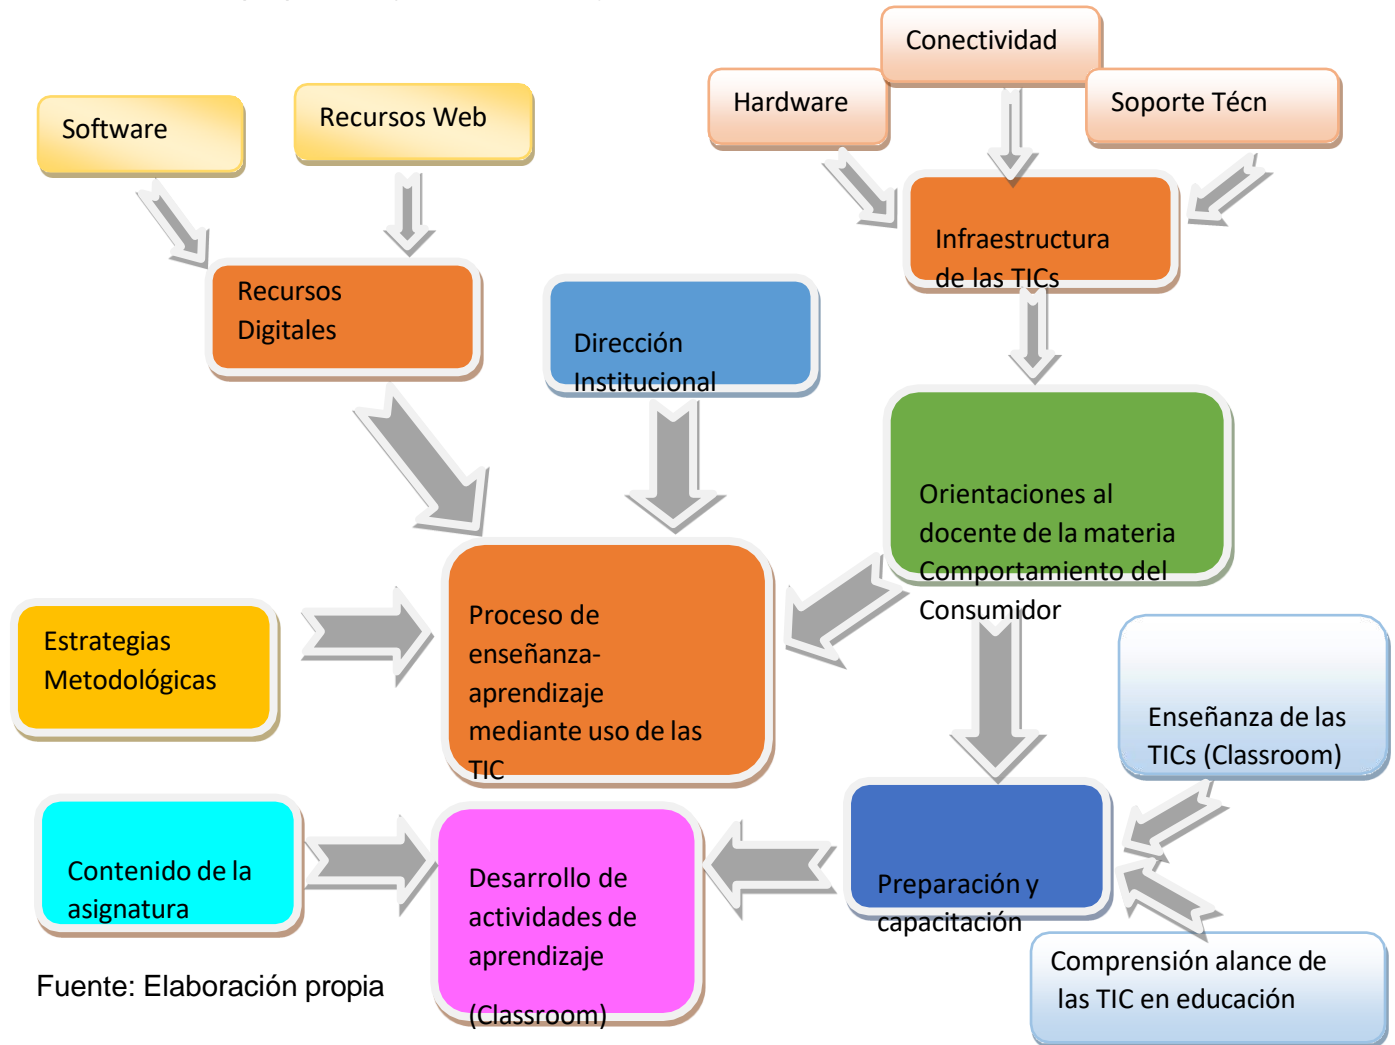 Conectividad
Hardware
Soporte Técn
Software
Recursos Web
Infraestructura
de las TICs
Recursos
Digitales
Dirección
Institucional
Orientaciones al
docente de la materia
Comportamiento del
Consumidor
Estrategias
Metodológicas
Proceso de
enseñanza-
aprendizaje
mediante uso de las
TIC
Enseñanza de las
TICs (Classroom)
Contenido de la
asignatura
Desarrollo de
actividades de
aprendizaje
(Classroom)
Preparación y
capacitación
Comprensión alance de
las TIC en educación
Fuente: Elaboración propia